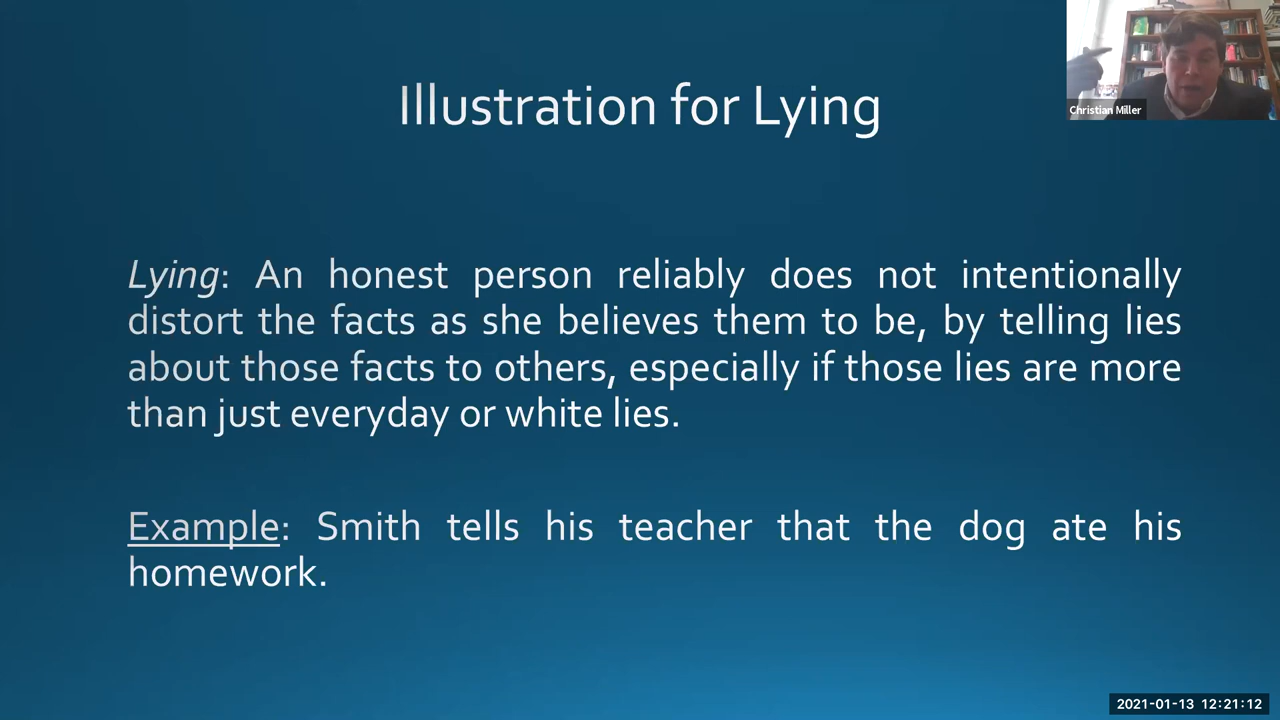 Christian Miller
Illustration for Lying
Lying: An honest person reliably does not intentionally
distort the facts as she believes them to be, by telling lies
about those facts to others, especially if those lies are more
than just everyday or white lies.
Example: Smith tells his teacher that the dog ate his
homework.
2021-01-13 12:21:12